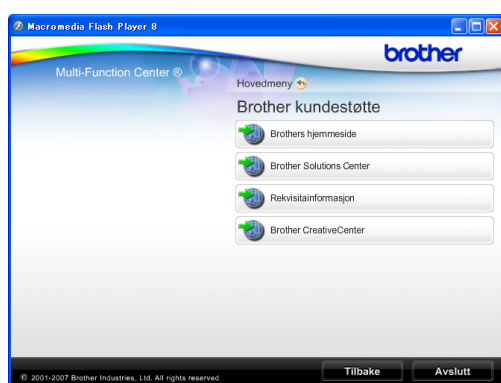 Macromedia Flash Player 8
brother
Multi-Function Center ®
Hovedmeny
Brother kundestøtte
Brothers hjemmeside
Brother Solutions Center
Rekvisitainformasjon
Brother CreativeCenter
© 2001-2007 Brother Industries, Ltd. All rights reserved
Tilbake
Avslutt